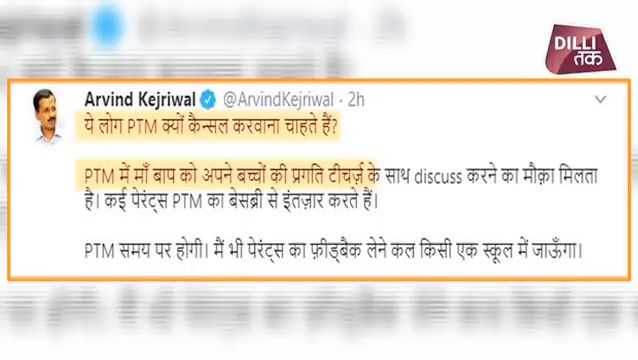 DILLI
तक
Arvind Kejriwal @ArvindKejriwal · 2h
ये लोग PTM क्यों कैन्सल करवाना चाहते हैं?
PTM में माँ बाप को अपने बच्चों की प्रगति टीचर्ज़ के साथ discuss करने का मौक़ा मिलता
है। कई पेरंट्स PTM का बेसब्री से इंतज़ार करते हैं।
PTM समय पर होगी। मैं भी पेरंट्स का फ़ीड्बैक लेने कल किसी एक स्कूल में जाऊँगा।